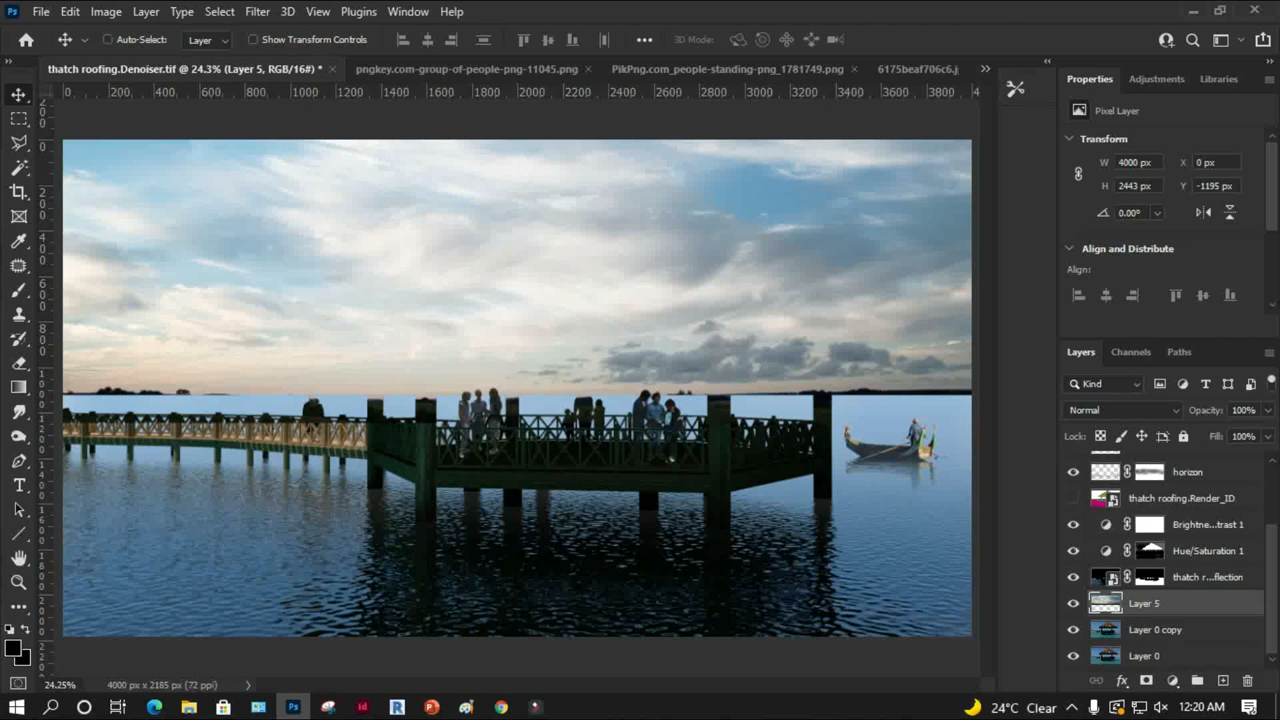 Ps File Edit Image Layer Type Select Filter 3D View Plugins Window Help
Auto-Select: Layer Show Transform Controls 3D Mode:
thatch roofing.Denoiser.tif @ 24.3% (Layer 5, RGB/16#) * × pngkey.com-group-of-people-png-11045.png × PikPng.com_people-standing-png_1781749.png × 6175beaf706c6.j
0 200 400 600 800 1000 1200 1400 1600 1800 2000 2200 2400 2600 2800 3000 3200 3400 3600 3800 4
Properties Adjustments Libraries
Pixel Layer
Transform
W 4000 px X 0 px
H 2443 px Y -1195 px
0.00°
Align and Distribute
Align:
Layers Channels Paths
Kind
Normal Opacity: 100%
Lock: Fill: 100%
horizon
thatch roofing.Render_ID
Brightne...trast 1
Hue/Saturation 1
thatch r...flection
Layer 5
Layer 0 copy
Layer 0
24.25% 4000 px x 2185 px (72 ppi)
24°C Clear 12:20 AM